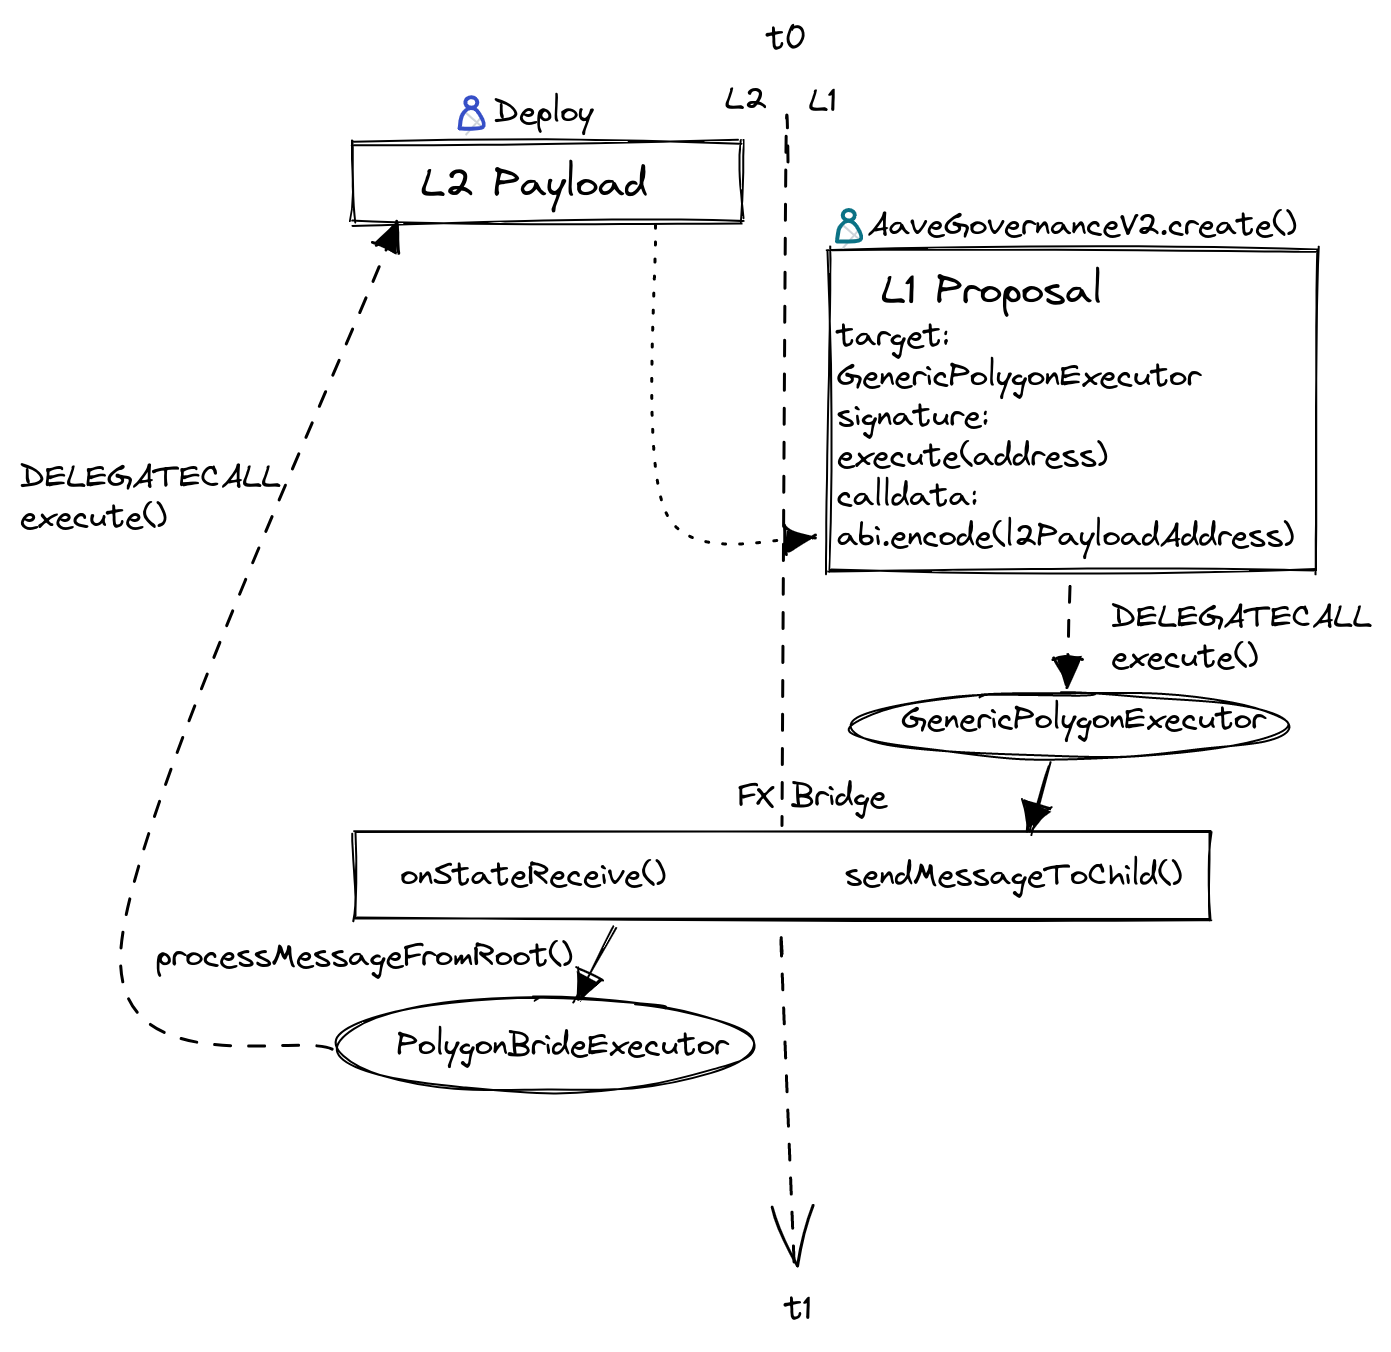 t0
L2 L1
Deploy
L2 Payload
AaveGovernanceV2.create()
L1 Proposal
target:
GenericPolygonExecutor
signature:
execute(address)
calldata:
abi.encode(l2PayloadAddress)
DELEGATECALL
execute()
DELEGATECALL
execute()
GenericPolygonExecutor
FX Bridge
onStateReceive() sendMessageToChild()
processMessageFromRoot()
PolygonBrideExecutor
t1